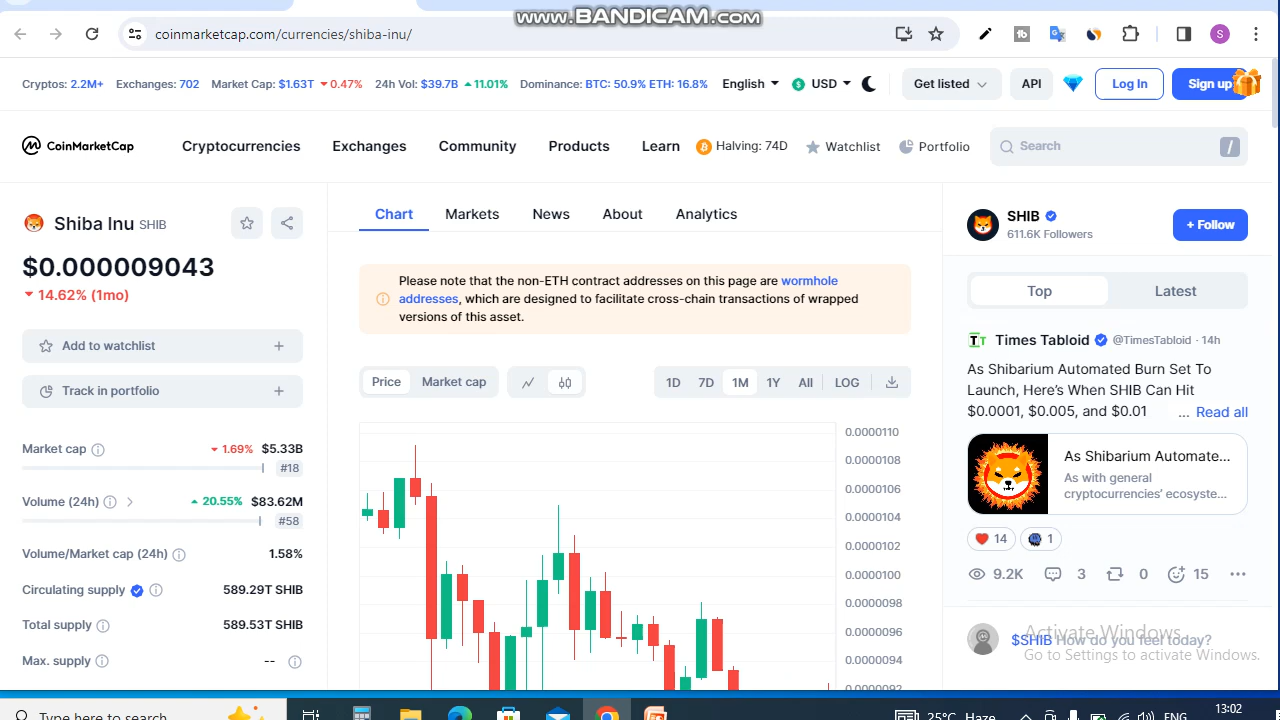 www.BANDICAM.com
coinmarketcap.com/currencies/shiba-inu/
S
Cryptos: 2.2M+ Exchanges: 702 Market Cap: $1.63T 0.47% 24h Vol: $39.7B 11.01% Dominance: BTC: 50.9% ETH: 16.8% English USD Get listed API Log In Sign up
CoinMarketCap Cryptocurrencies Exchanges Community Products Learn Halving: 74D Watchlist Portfolio Search /
Shiba Inu SHIB
$0.000009043
14.62% (1mo)
Add to watchlist +
Track in portfolio +
Market cap 1.69% $5.33B
#18
Volume (24h) 20.55% $83.62M
#58
Volume/Market cap (24h) 1.58%
Circulating supply 589.29T SHIB
Total supply 589.53T SHIB
Max. supply --
Chart Markets News About Analytics
Please note that the non-ETH contract addresses on this page are wormhole
addresses, which are designed to facilitate cross-chain transactions of wrapped
versions of this asset.
Price Market cap 1D 7D 1M 1Y All LOG
0.0000110
0.0000108
0.0000106
0.0000104
0.0000102
0.0000100
0.0000098
0.0000096
0.0000094
0.0000092
SHIB
611.6K Followers
+ Follow
Top Latest
Times Tabloid @TimesTabloid · 14h
As Shibarium Automated Burn Set To
Launch, Here's When SHIB Can Hit
$0.0001, $0.005, and $0.01 ... Read all
As Shibarium Automate...
As with general
cryptocurrencies' ecosyste...
14 1
9.2K 3 0 15
$SHIB How do you feel today?
Activate Windows
Go to Settings to activate Windows.
Type here to search 25°C Haze ENG 13:02